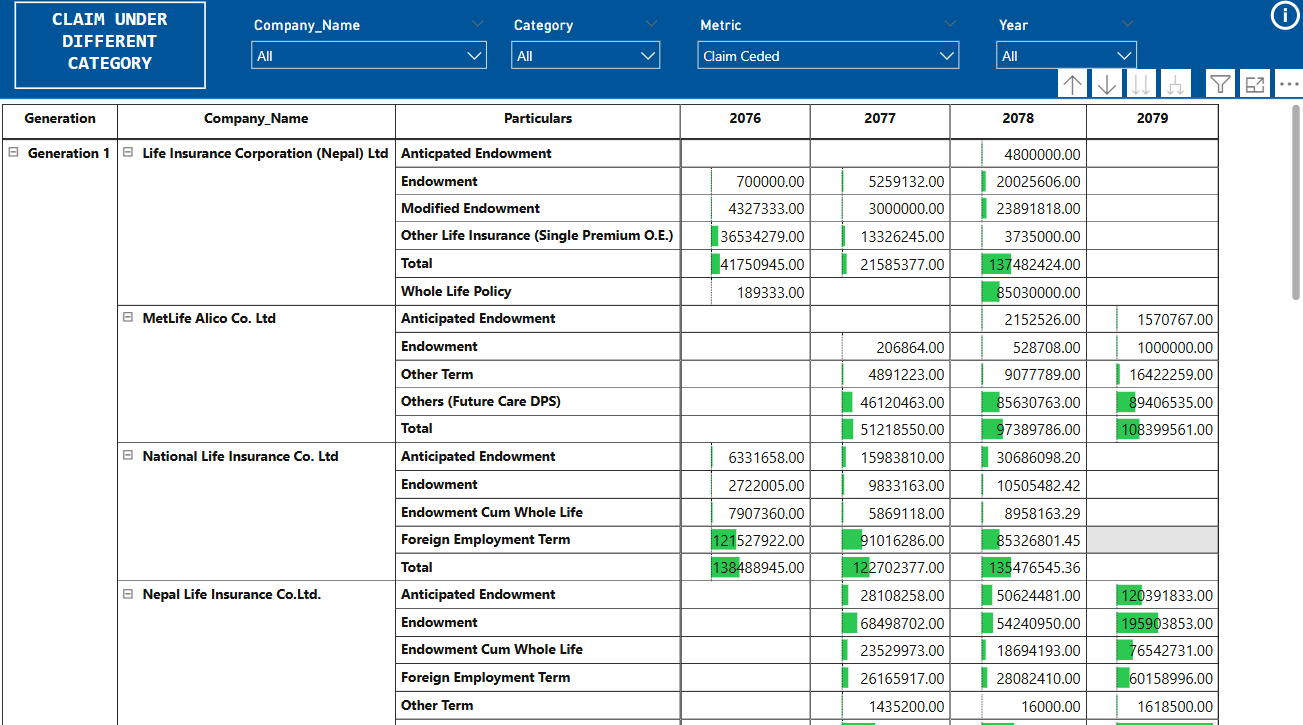 CLAIM UNDER
DIFFERENT
CATEGORY
Company_Name
Category
Metric
Year
All
All
Claim Ceded
All
Generation Company_Name Particulars 2076 2077 2078 2079
Generation 1 Life Insurance Corporation (Nepal) Ltd Anticpated Endowment 4800000.00
Endowment 700000.00 5259132.00 20025606.00
Modified Endowment 4327333.00 3000000.00 23891818.00
Other Life Insurance (Single Premium O.E.) 36534279.00 13326245.00 3735000.00
Total 41750945.00 21585377.00 137482424.00
Whole Life Policy 189333.00 85030000.00
MetLife Alico Co. Ltd Anticipated Endowment 2152526.00 1570767.00
Endowment 206864.00 528708.00 1000000.00
Other Term 4891223.00 9077789.00 16422259.00
Others (Future Care DPS) 46120463.00 85630763.00 89406535.00
Total 51218550.00 97389786.00 108399561.00
National Life Insurance Co. Ltd Anticipated Endowment 6331658.00 15983810.00 30686098.20
Endowment 2722005.00 9833163.00 10505482.42
Endowment Cum Whole Life 7907360.00 5869118.00 8958163.29
Foreign Employment Term 121527922.00 91016286.00 85326801.45
Total 138488945.00 122702377.00 135476545.36
Nepal Life Insurance Co.Ltd. Anticipated Endowment 28108258.00 50624481.00 120391833.00
Endowment 68498702.00 54240950.00 195903853.00
Endowment Cum Whole Life 23529973.00 18694193.00 76542731.00
Foreign Employment Term 26165917.00 28082410.00 60158996.00
Other Term 1435200.00 16000.00 1618500.00